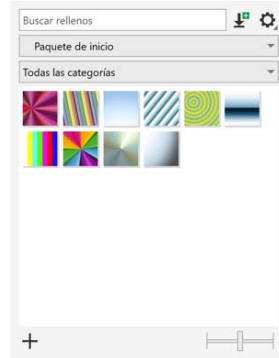 Buscar rellenos
Paquete de inicio
Todas las categorías